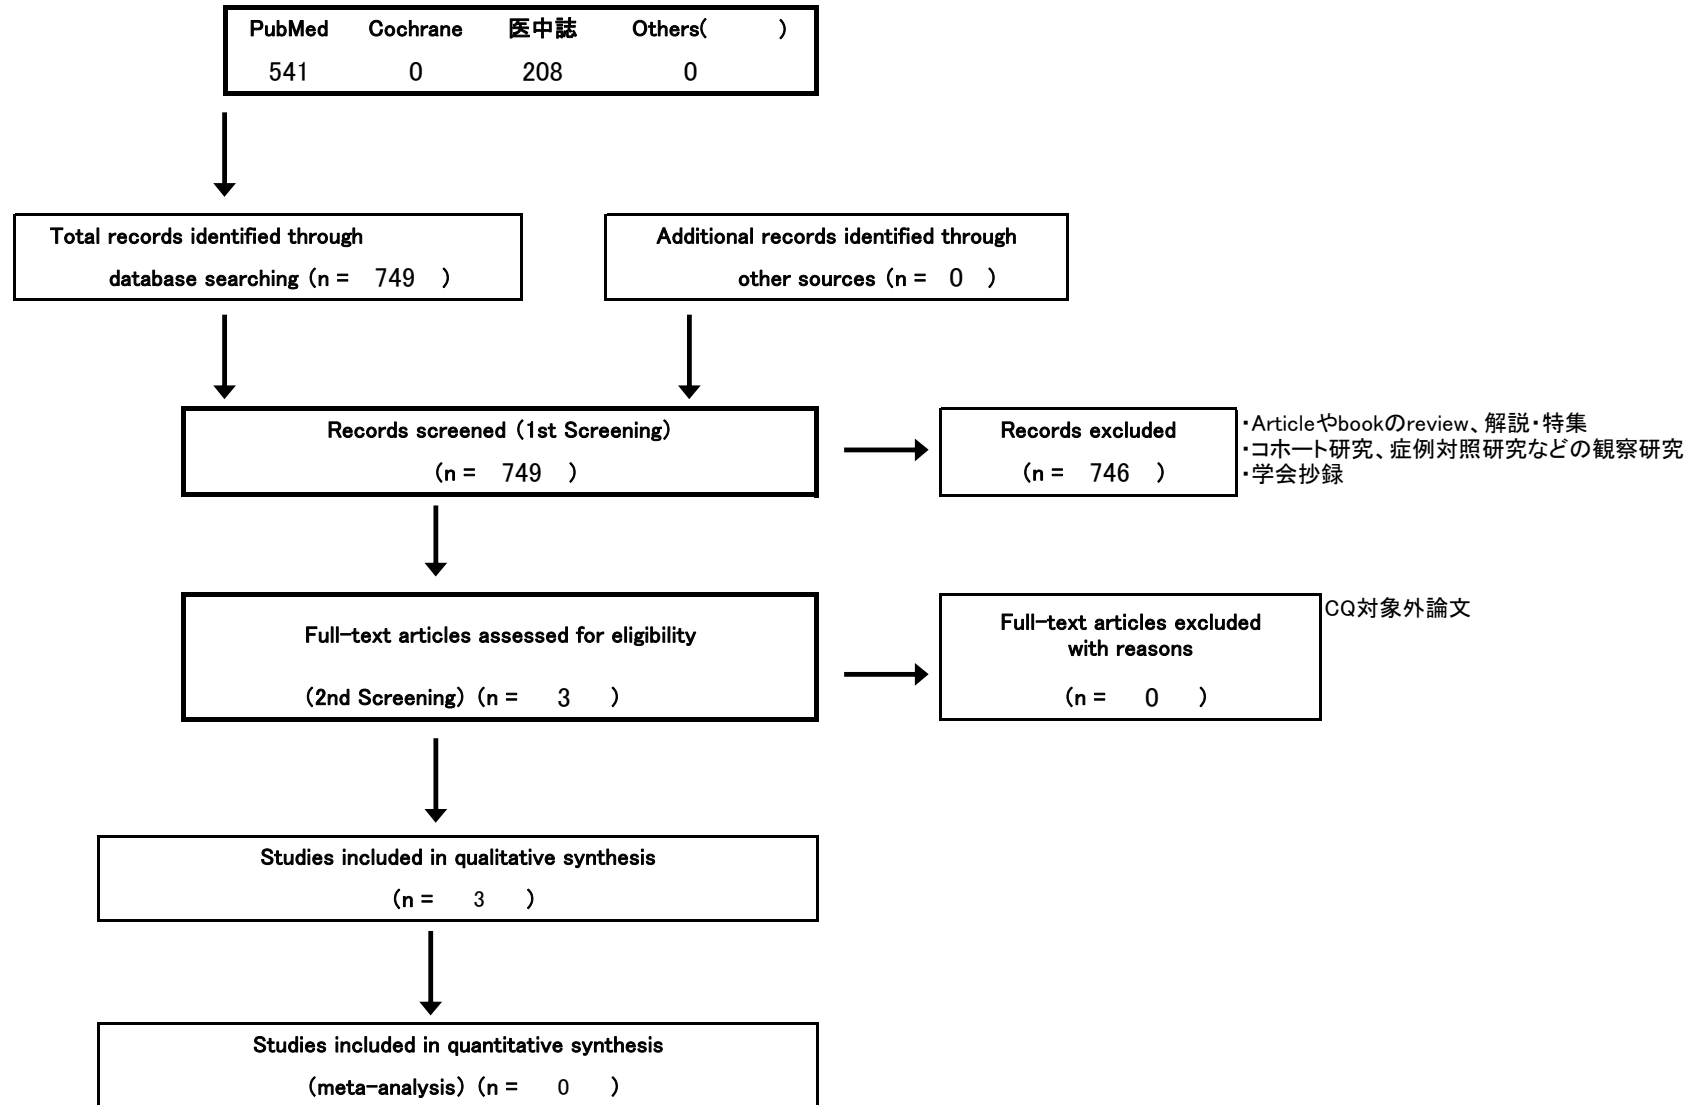 PubMed Cochrane 医中誌 Others( )
541 0 208 0
Total records identified through
database searching (n = 749 )
Additional records identified through
other sources (n = 0 )
Records screened (1st Screening)
(n = 749 )
Records excluded
(n = 746 )
・Articleやbookのreview、解説・特集
・コホート研究、症例対照研究などの観察研究
・学会抄録
Full-text articles assessed for eligibility
(2nd Screening) (n = 3 )
Full-text articles excluded
with reasons
(n = 0 )
CQ対象外論文
Studies included in qualitative synthesis
(n = 3 )
Studies included in quantitative synthesis
(meta-analysis) (n = 0 )